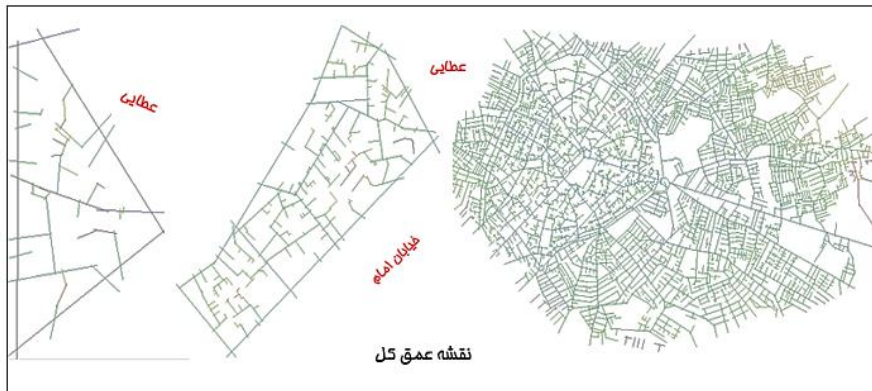 عطایی
عطایی
خیابان امام
نقشه عمق کل